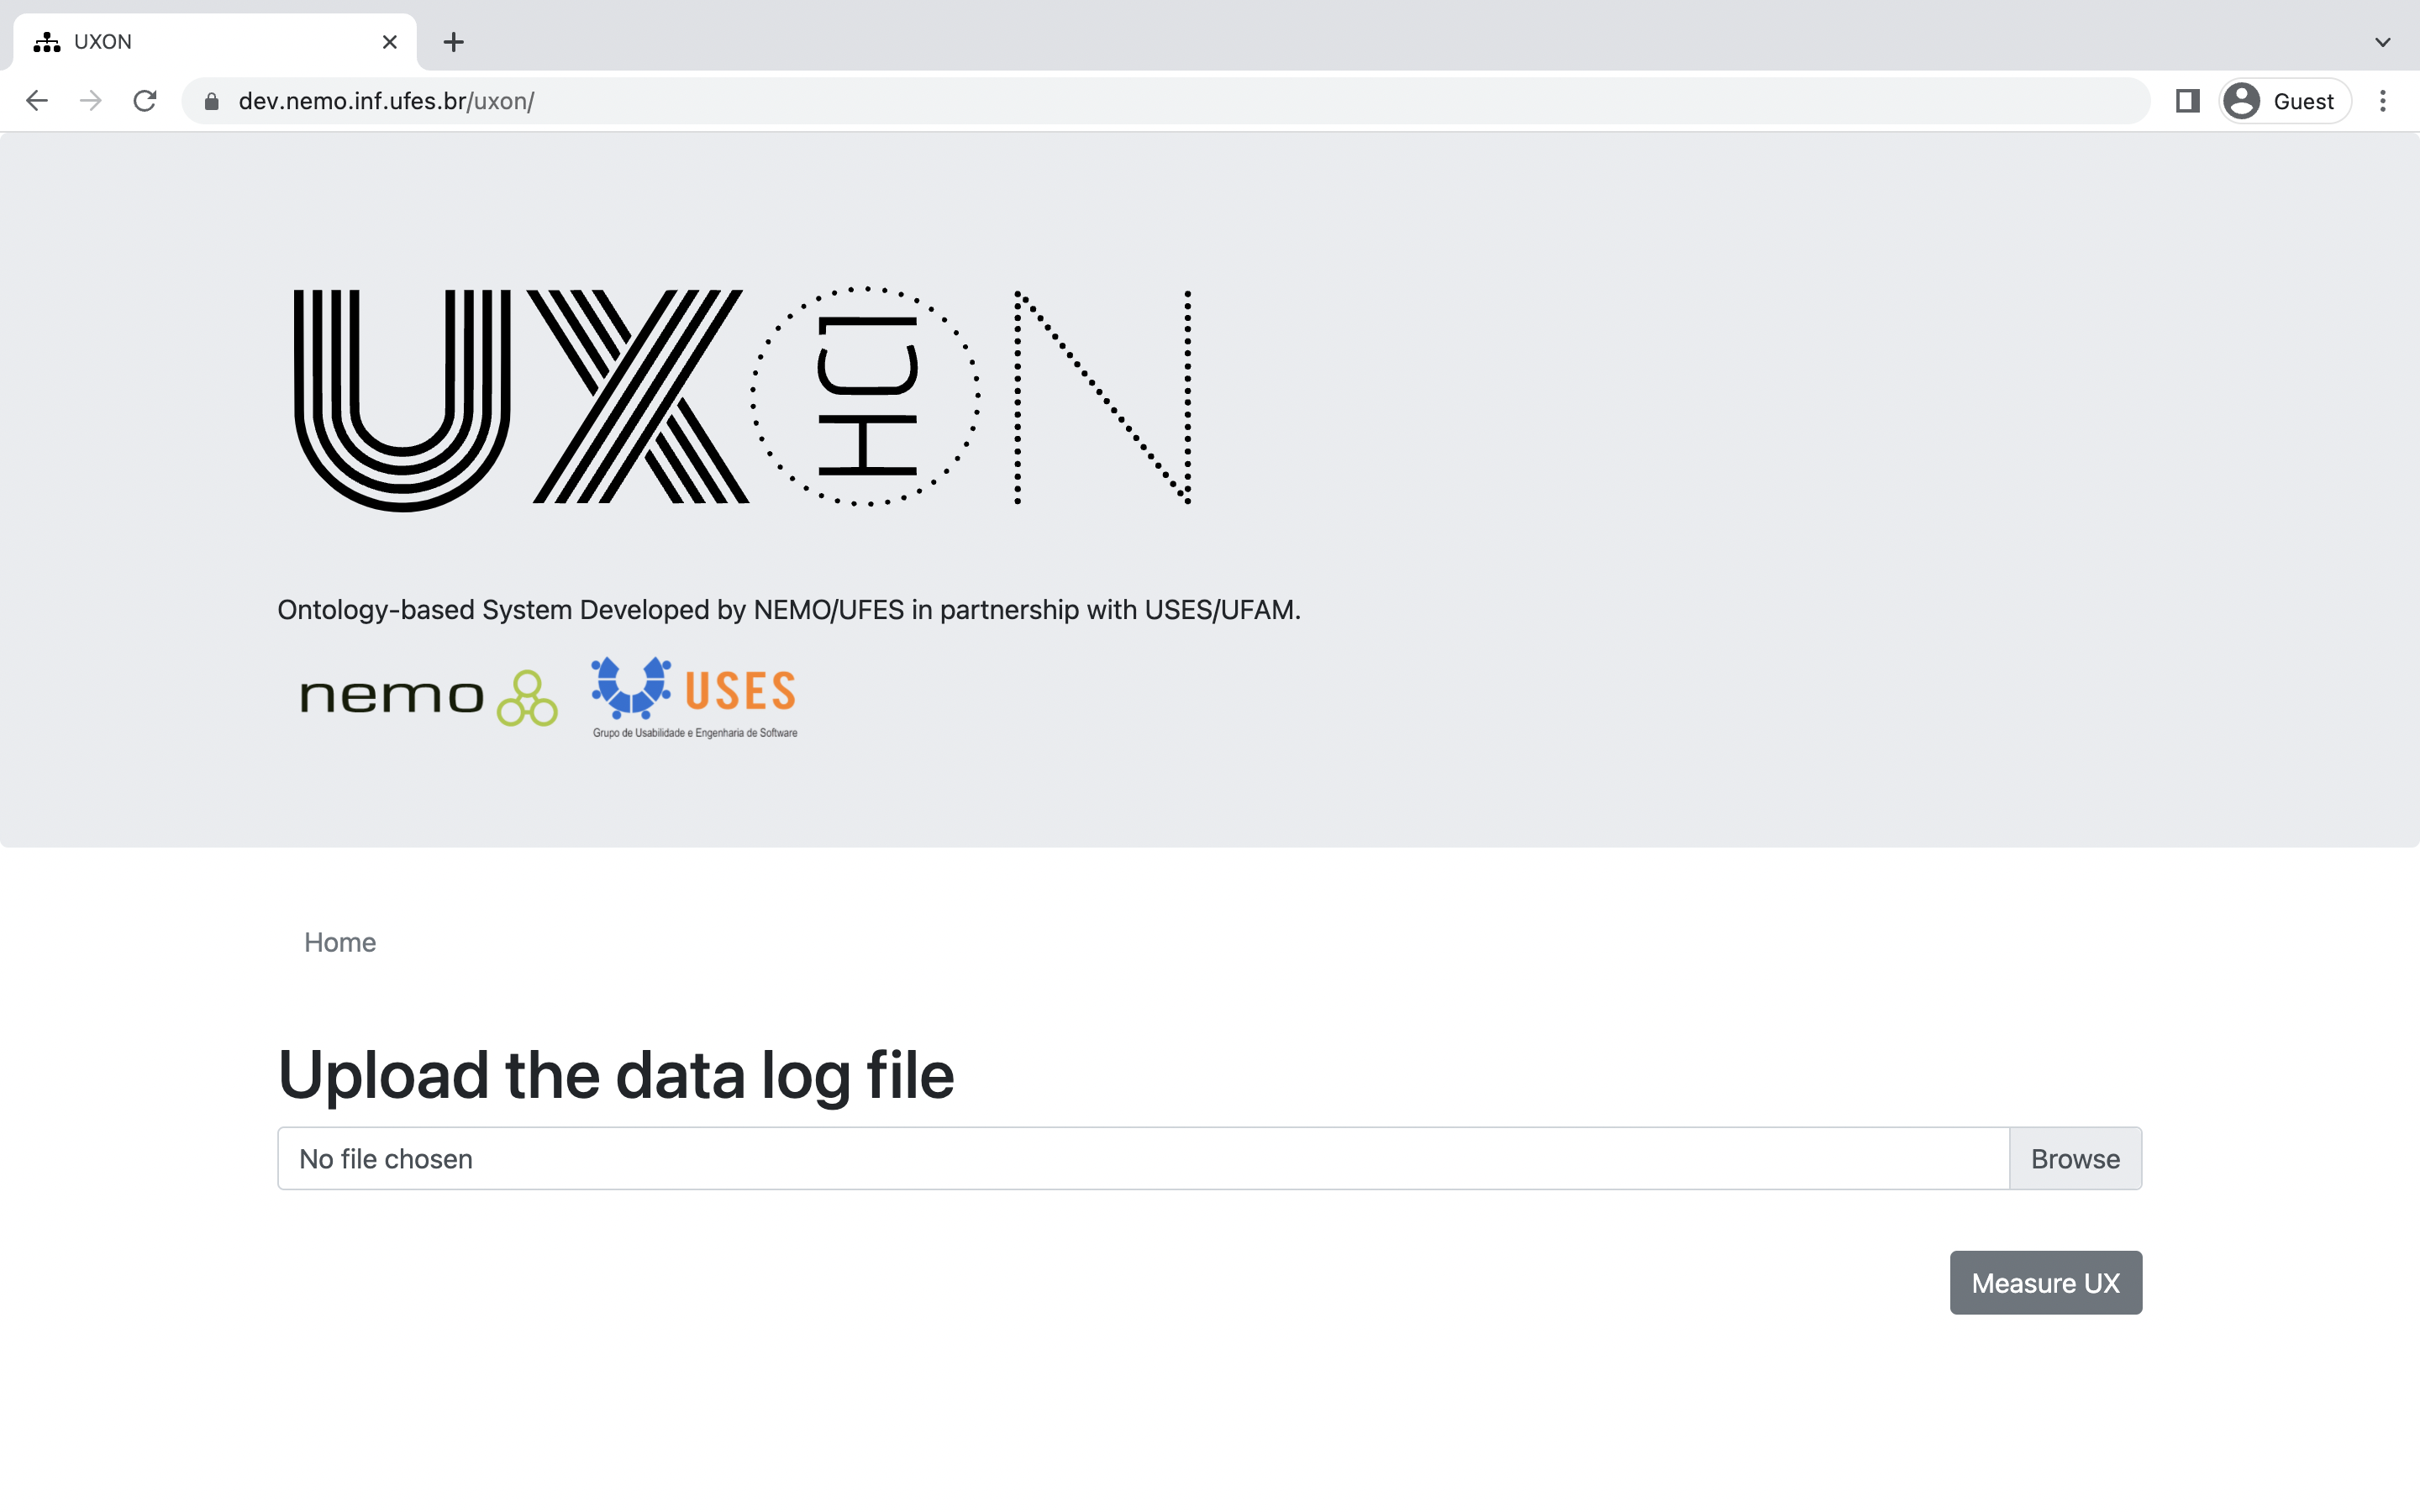 UXON
dev.nemo.inf.ufes.br/uxon/
Guest
UXON
HCI
Ontology-based System Developed by NEMO/UFES in partnership with USES/UFAM.
nemo
USES
Grupo de Usabilidade e Engenharia de Software
Home
Upload the data log file
No file chosen
Browse
Measure UX